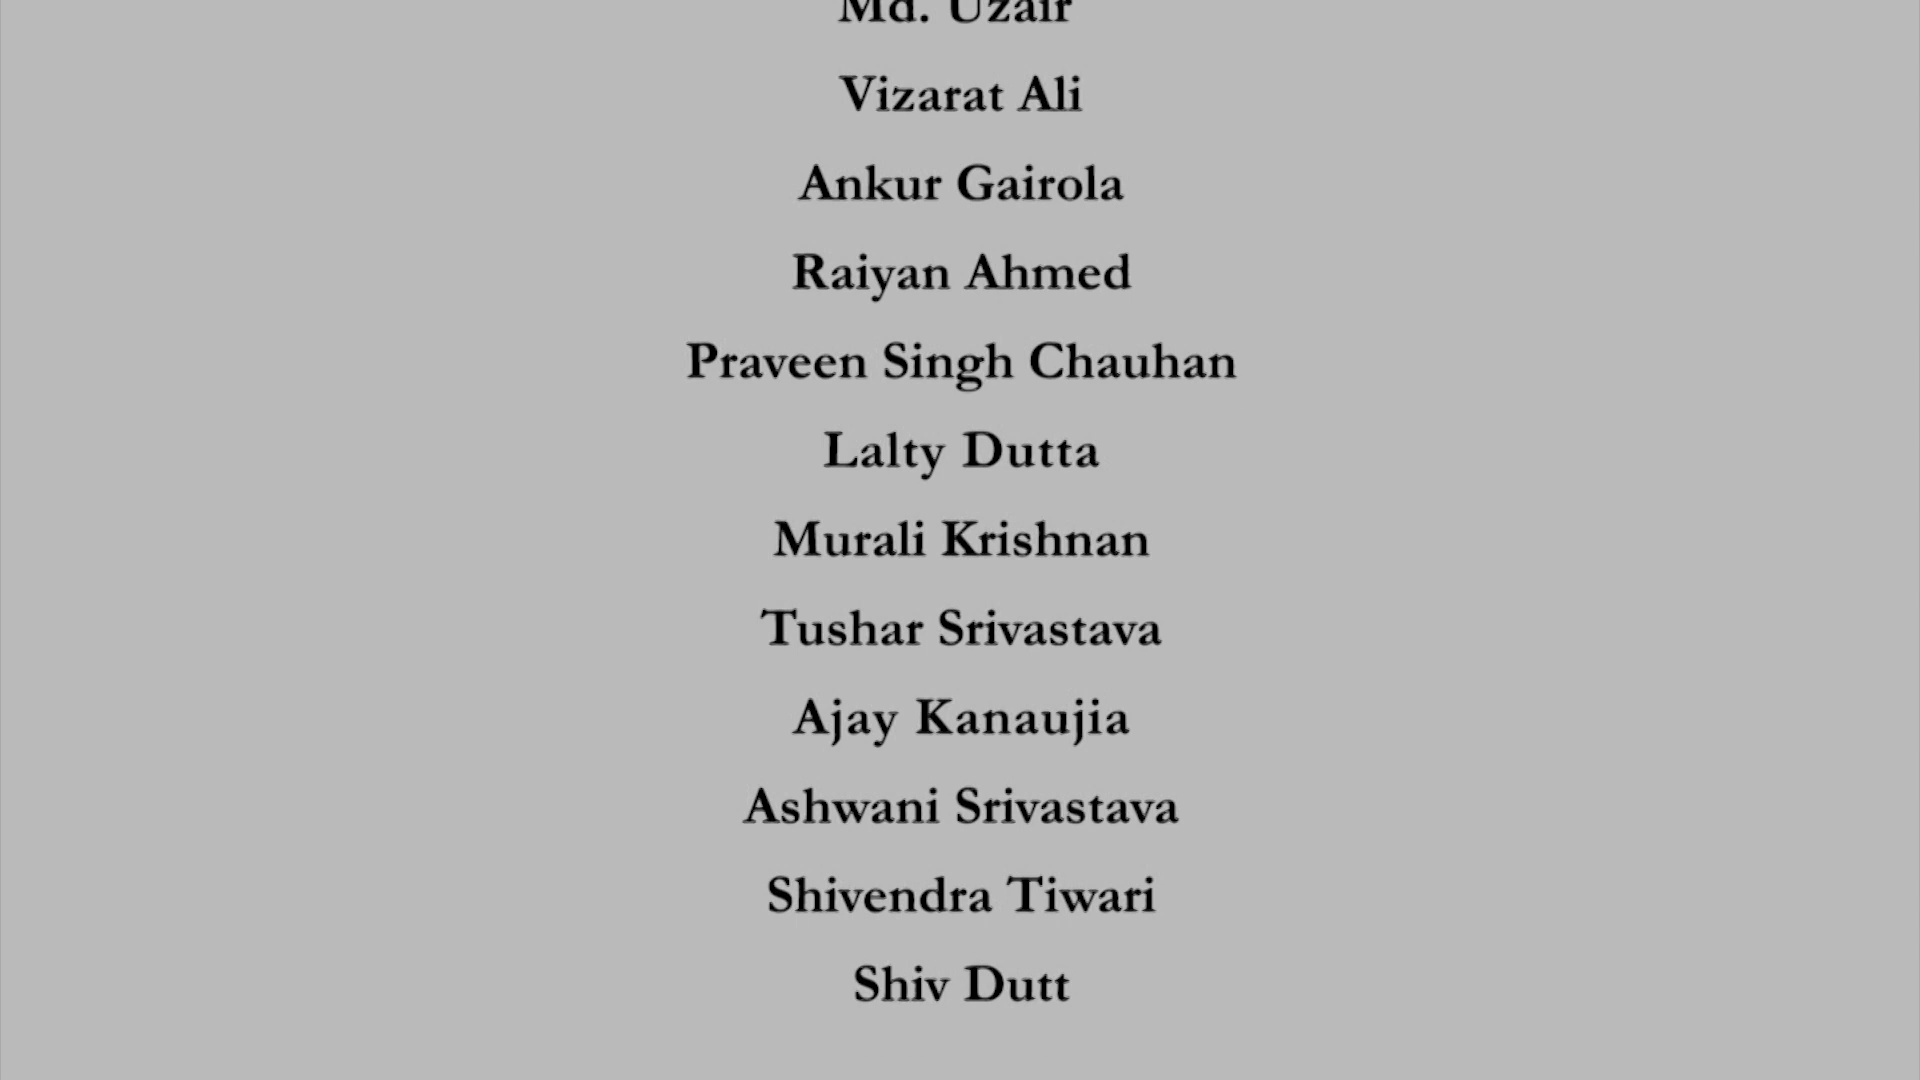 Md. Uzair
Vizarat Ali
Ankur Gairola
Raiyan Ahmed
Praveen Singh Chauhan
Lalty Dutta
Murali Krishnan
Tushar Srivastava
Ajay Kanaujia
Ashwani Srivastava
Shivendra Tiwari
Shiv Dutt